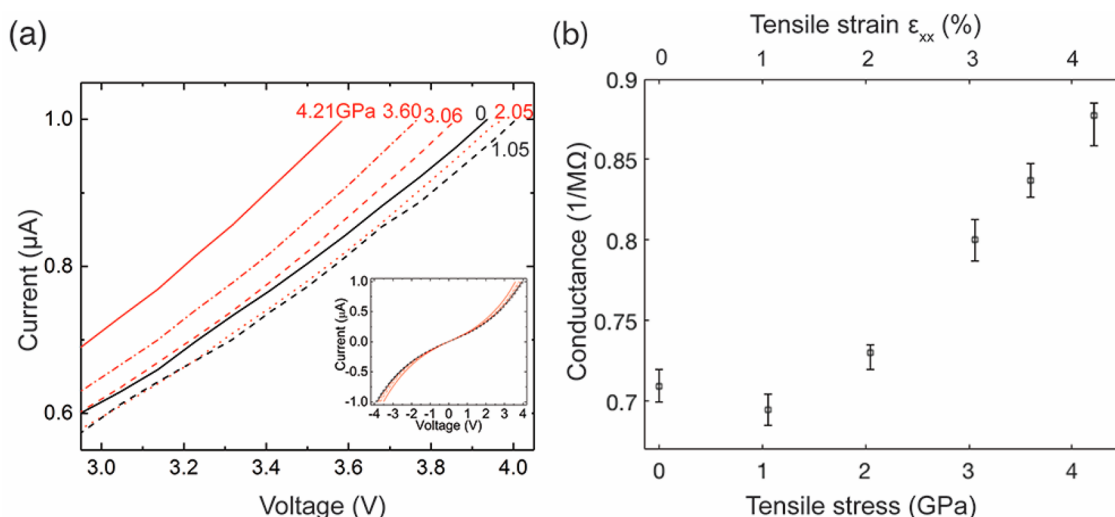 (a)
4.21GPa 3.60 3.06 0 2.05
1.05
1.0
0.8
0.6
Current (μA)
3.0 3.2 3.4 3.6 3.8 4.0
Voltage (V)
1.0
0.5
0.0
-0.5
-1.0
Current (μA)
-4 -3 -2 -1 0 1 2 3 4
Voltage (V)
(b)
Tensile strain εxx (%)
0 1 2 3 4
0.9
0.85
0.8
0.75
0.7
Conductance (1/MΩ)
0 1 2 3 4
Tensile stress (GPa)